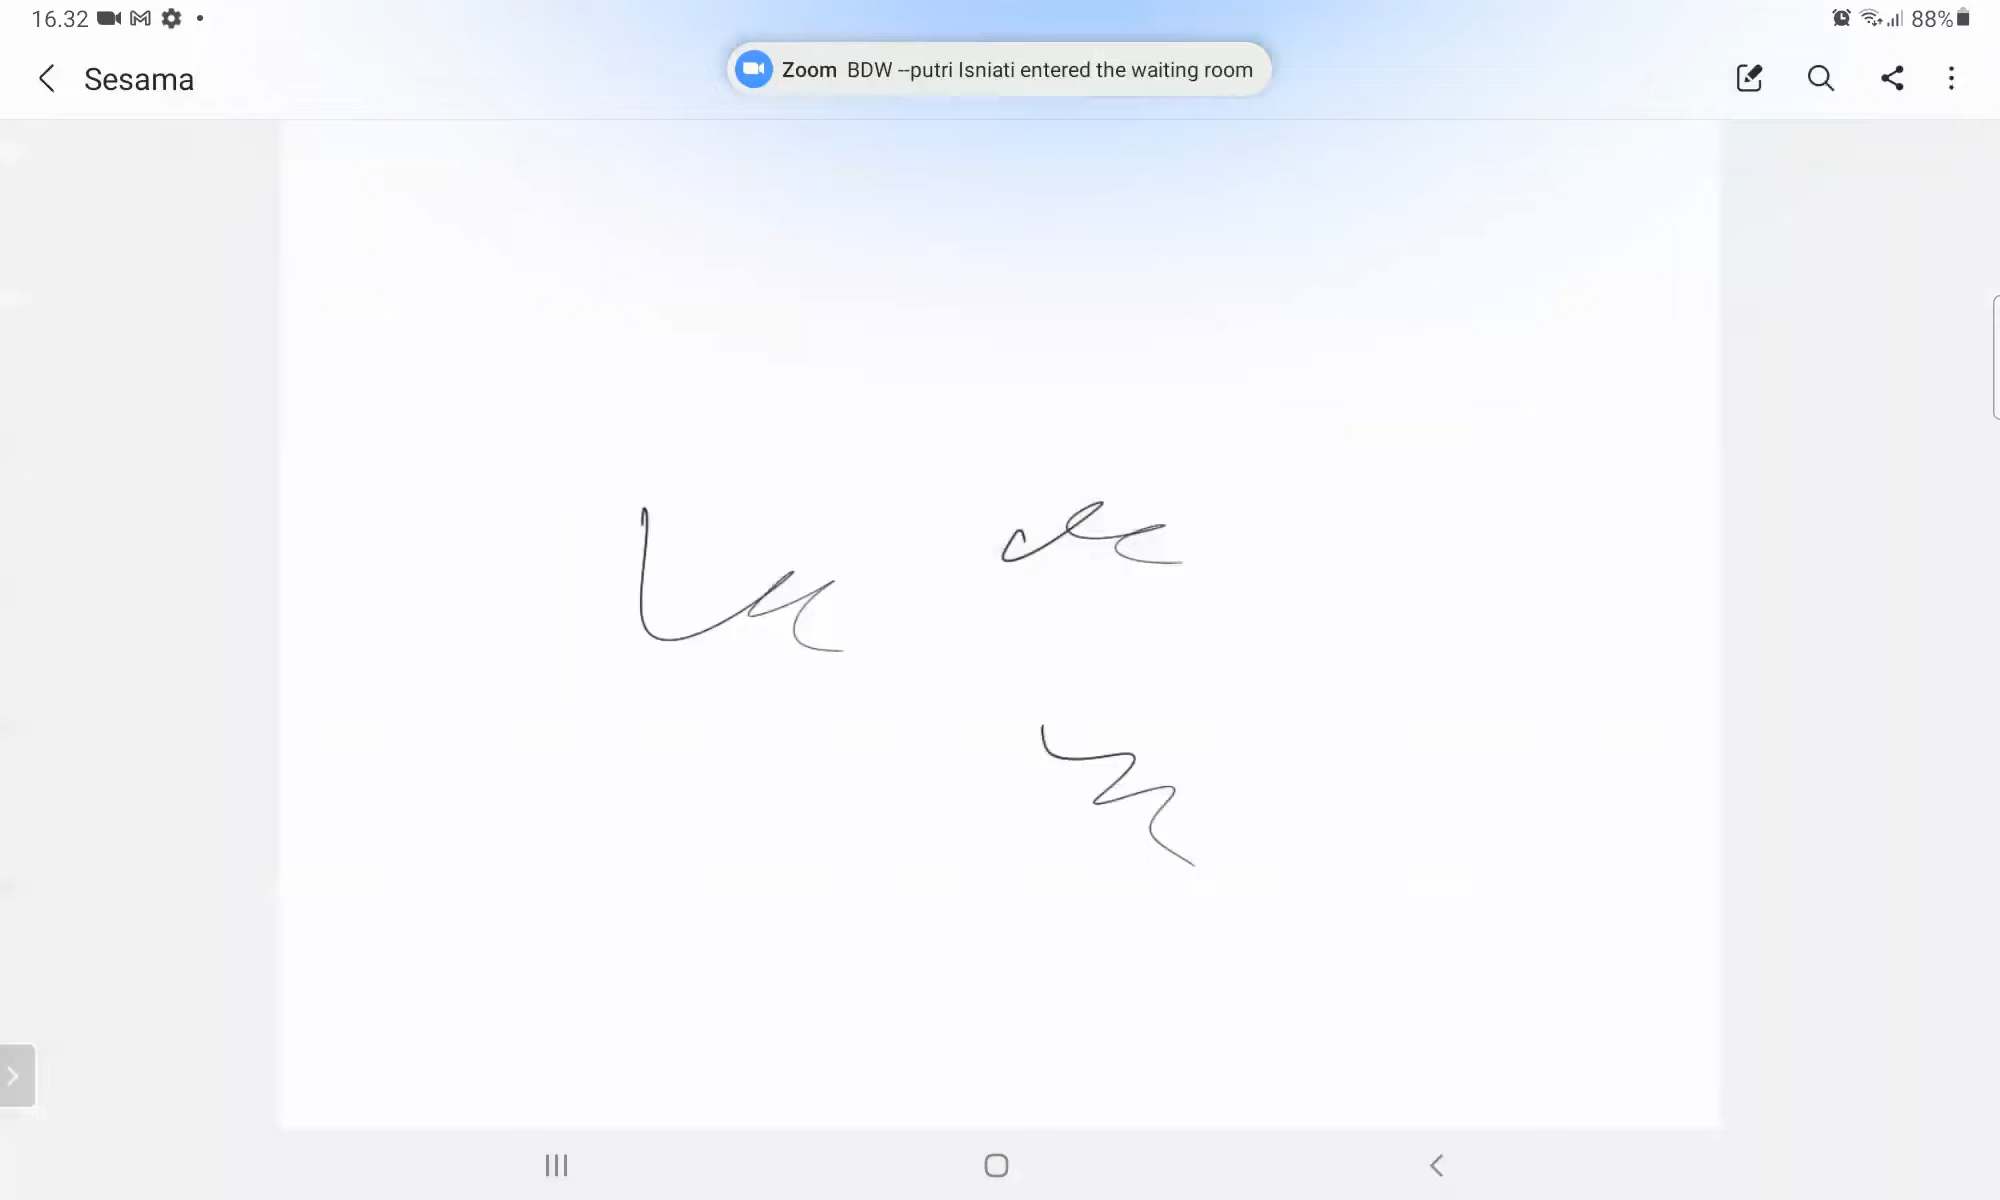 16.32 88%
Sesama
Zoom BDW --putri Isniati entered the waiting room